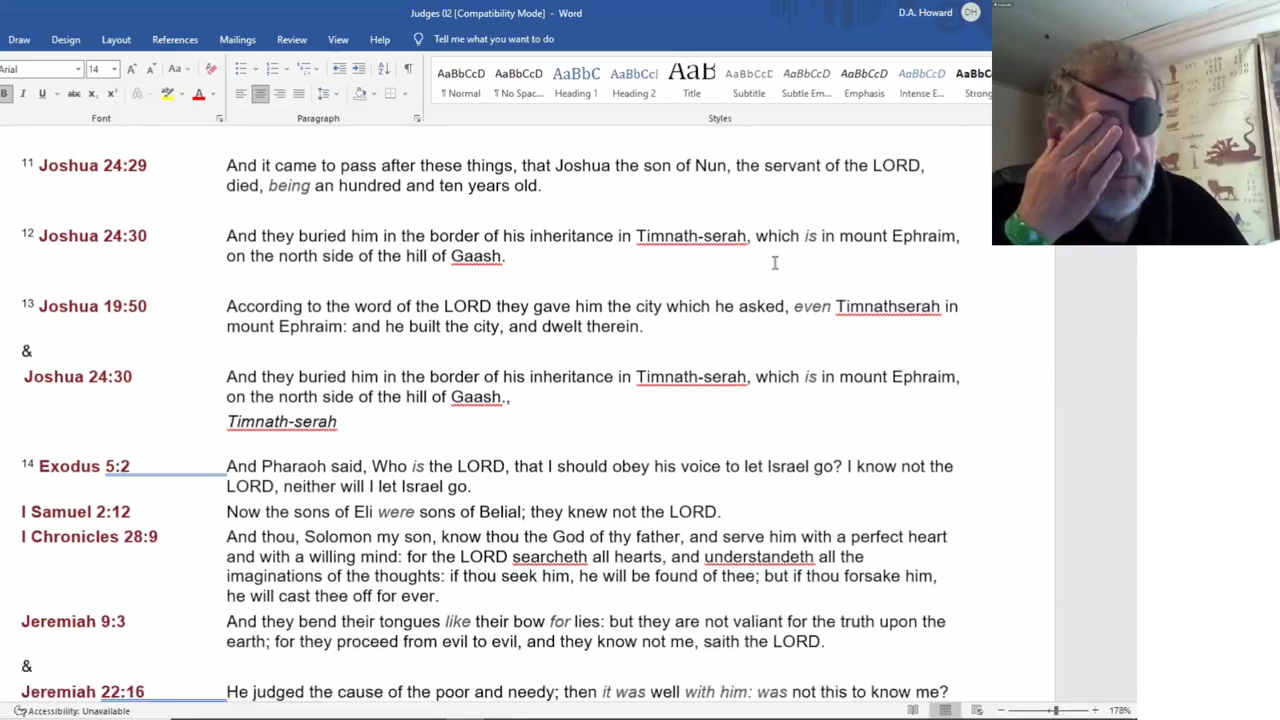 Judges 02 [Compatibility Mode] - Word
D.A. Howard DH
Draw Design Layout References Mailings Review View Help Tell me what you want to do
Arial 14 A A Aa
B I U abc x₂ x² A A
AaBbCcD AaBbCcD AaBbC AaBbCc AaB AaBbCcD AaBbCcD AaBbCcD AaBbCcD AaBbCc
¶ Normal ¶ No Spac... Heading 1 Heading 2 Title Subtitle Subtle Em... Emphasis Intense E... Strong
Font Paragraph Styles
11 Joshua 24:29 And it came to pass after these things, that Joshua the son of Nun, the servant of the LORD,
died, being an hundred and ten years old.
12 Joshua 24:30 And they buried him in the border of his inheritance in Timnath-serah, which is in mount Ephraim,
on the north side of the hill of Gaash.
13 Joshua 19:50 According to the word of the LORD they gave him the city which he asked, even Timnathserah in
mount Ephraim: and he built the city, and dwelt therein.
&
Joshua 24:30 And they buried him in the border of his inheritance in Timnath-serah, which is in mount Ephraim,
on the north side of the hill of Gaash.,
Timnath-serah
14 Exodus 5:2 And Pharaoh said, Who is the LORD, that I should obey his voice to let Israel go? I know not the
LORD, neither will I let Israel go.
I Samuel 2:12 Now the sons of Eli were sons of Belial; they knew not the LORD.
I Chronicles 28:9 And thou, Solomon my son, know thou the God of thy father, and serve him with a perfect heart
and with a willing mind: for the LORD searcheth all hearts, and understandeth all the
imaginations of the thoughts: if thou seek him, he will be found of thee; but if thou forsake him,
he will cast thee off for ever.
Jeremiah 9:3 And they bend their tongues like their bow for lies: but they are not valiant for the truth upon the
earth; for they proceed from evil to evil, and they know not me, saith the LORD.
&
Jeremiah 22:16 He judged the cause of the poor and needy; then it was well with him: was not this to know me?
Accessibility: Unavailable 178%